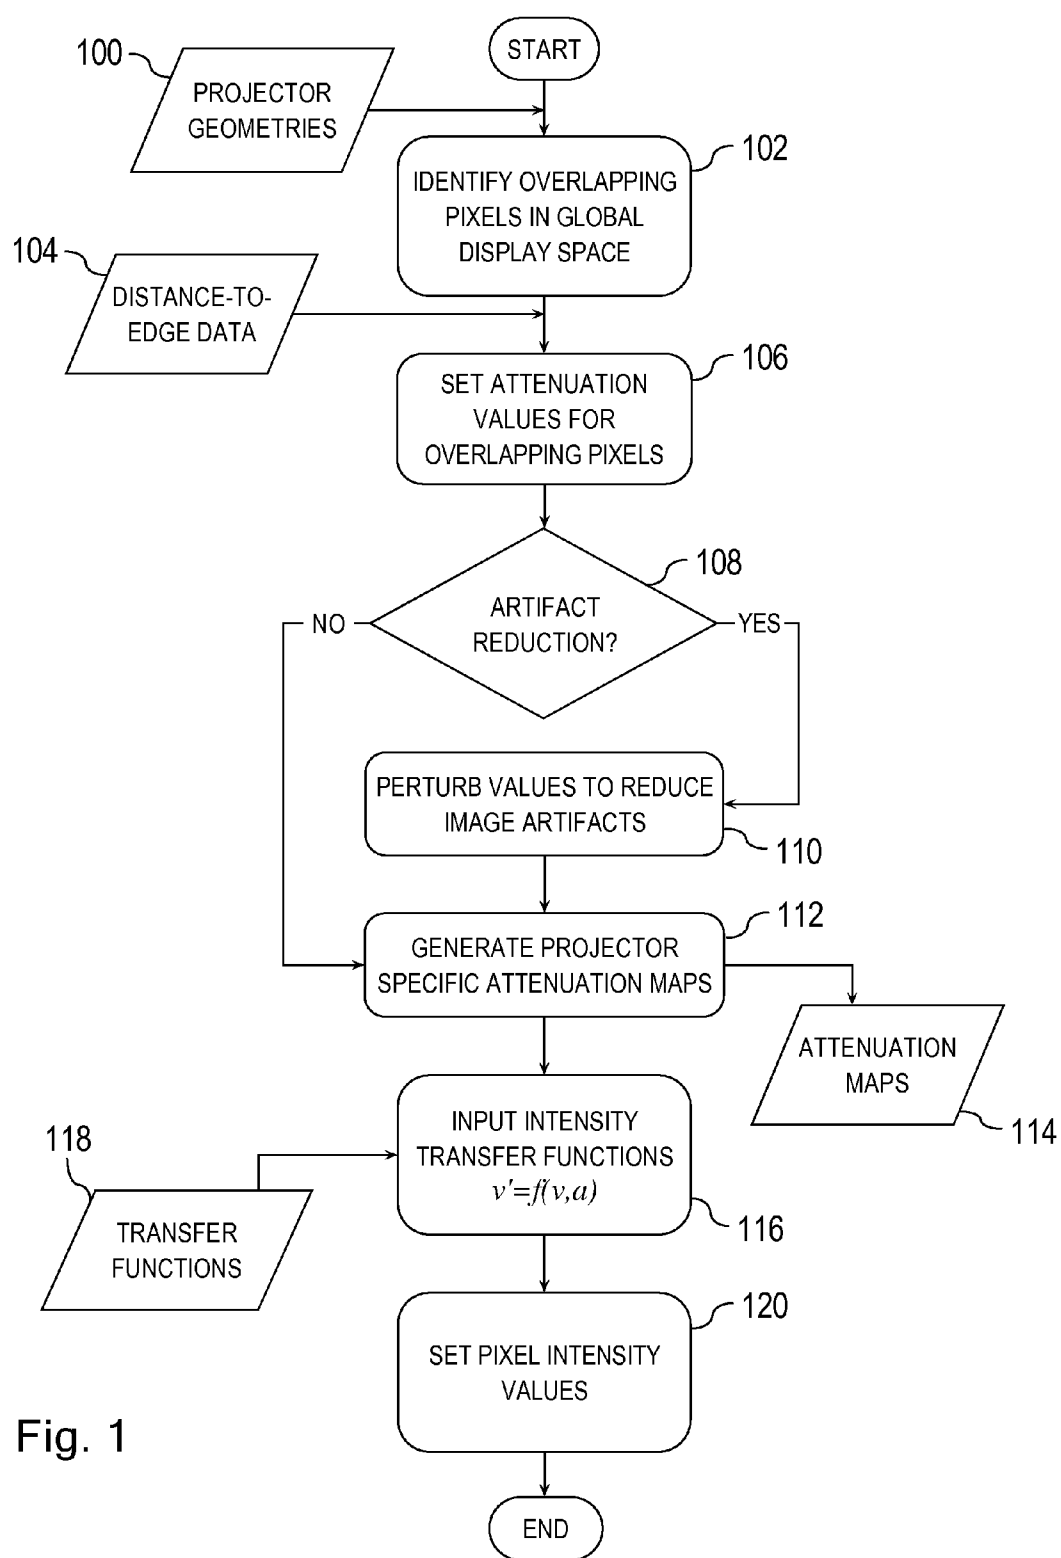 START
100
PROJECTOR
GEOMETRIES
102
IDENTIFY OVERLAPPING
PIXELS IN GLOBAL
DISPLAY SPACE
104
DISTANCE-TO-
EDGE DATA
106
SET ATTENUATION
VALUES FOR
OVERLAPPING PIXELS
108
ARTIFACT
REDUCTION?
NO
YES
PERTURB VALUES TO REDUCE
IMAGE ARTIFACTS
110
112
GENERATE PROJECTOR
SPECIFIC ATTENUATION MAPS
ATTENUATION
MAPS
114
INPUT INTENSITY
TRANSFER FUNCTIONS
v'=f(v,a)
116
118
TRANSFER
FUNCTIONS
120
SET PIXEL INTENSITY
VALUES
Fig. 1
END